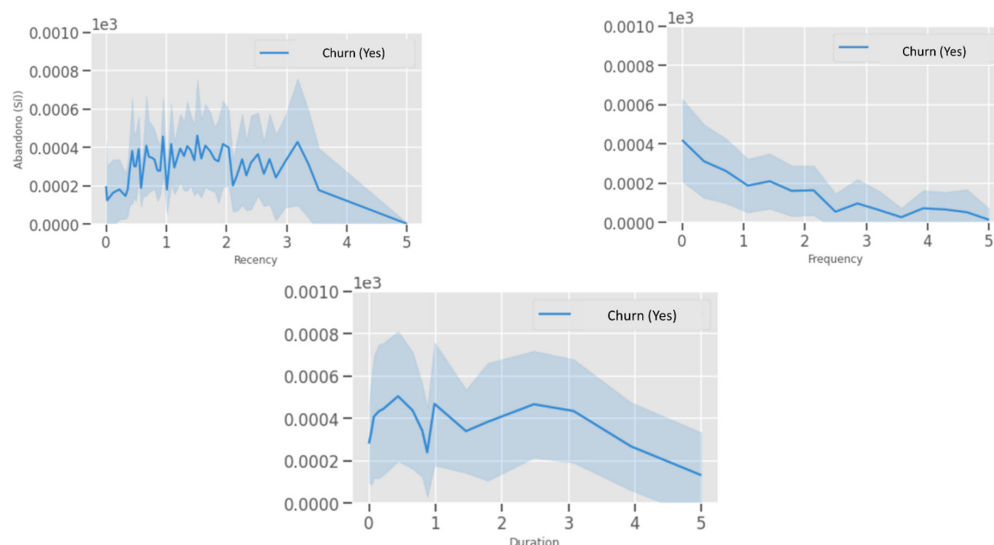 1e3
0.0010
0.0008
0.0006
0.0004
0.0002
0.0000
Abandono (Sí))
Churn (Yes)
0 1 2 3 4 5
Recency
1e3
0.0010
0.0008
0.0006
0.0004
0.0002
0.0000
Churn (Yes)
0 1 2 3 4 5
Frequency
1e3
0.0010
0.0008
0.0006
0.0004
0.0002
0.0000
Churn (Yes)
0 1 2 3 4 5
Duration